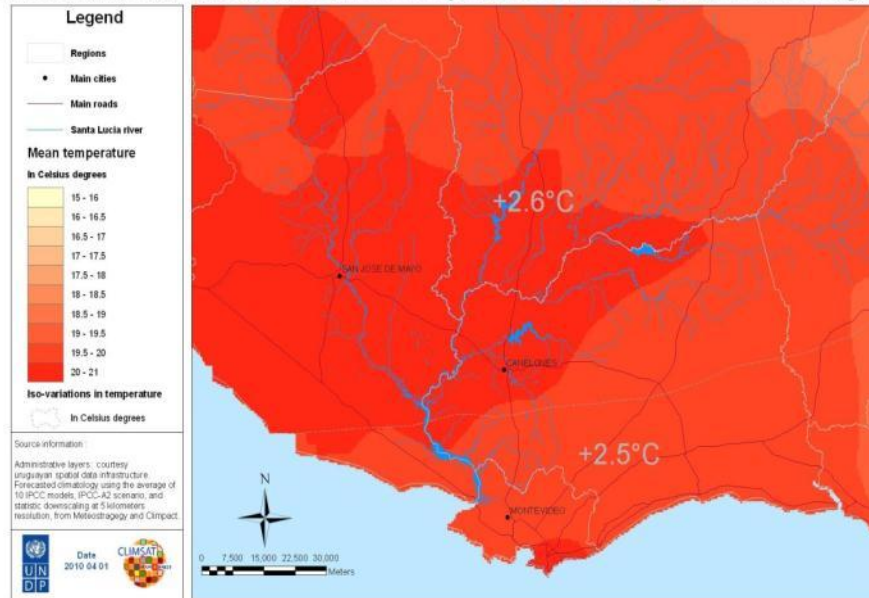 Legend
Regions
Main cities
Main roads
Santa Lucia river
Mean temperature
In Celsius degrees
15 - 16
16 - 16.5
16.5 - 17
17 - 17.5
17.5 - 18
18 - 18.5
18.5 - 19
19 - 19.5
19.5 - 20
20 - 21
Iso-variations in temperature
In Celsius degrees
Source information :
Administrative layers: courtesy
uruguayan spatial data infrastructure.
Forecasted climatology using the average of
10 IPCC models, IPCC-A2 scenario, and
statistic downscaling at 5 kilometers
resolution, from Meteostragegy and Climpact.
U N
D P
Date
2010 04 01
CLIMSAT
+2.6°C
SAN JOSE DE MAYO
CANELONES
+2.5°C
MONTEVIDEO
N
0 7,500 15,000 22,500 30,000
Meters